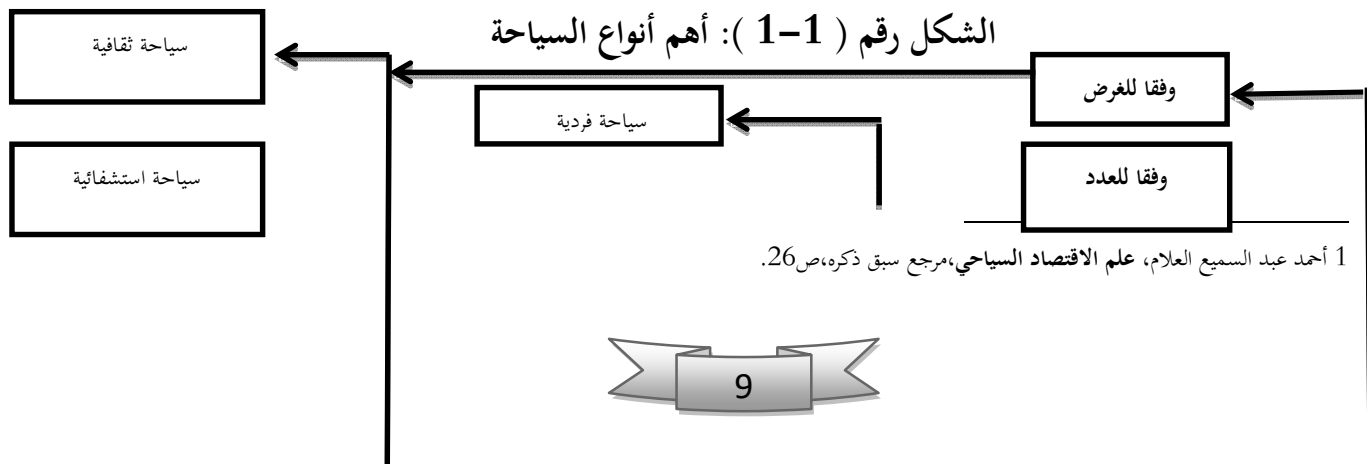 الشكل رقم ( 1-1 ): أهم أنواع السياحة
وفقا للغرض
سياحة ثقافية
سياحة فردية
وفقا للعدد
سياحة استشفائية
1 أحمد عبد السميع العلام، علم الاقتصاد السياحي،مرجع سبق ذكره،ص26.
9